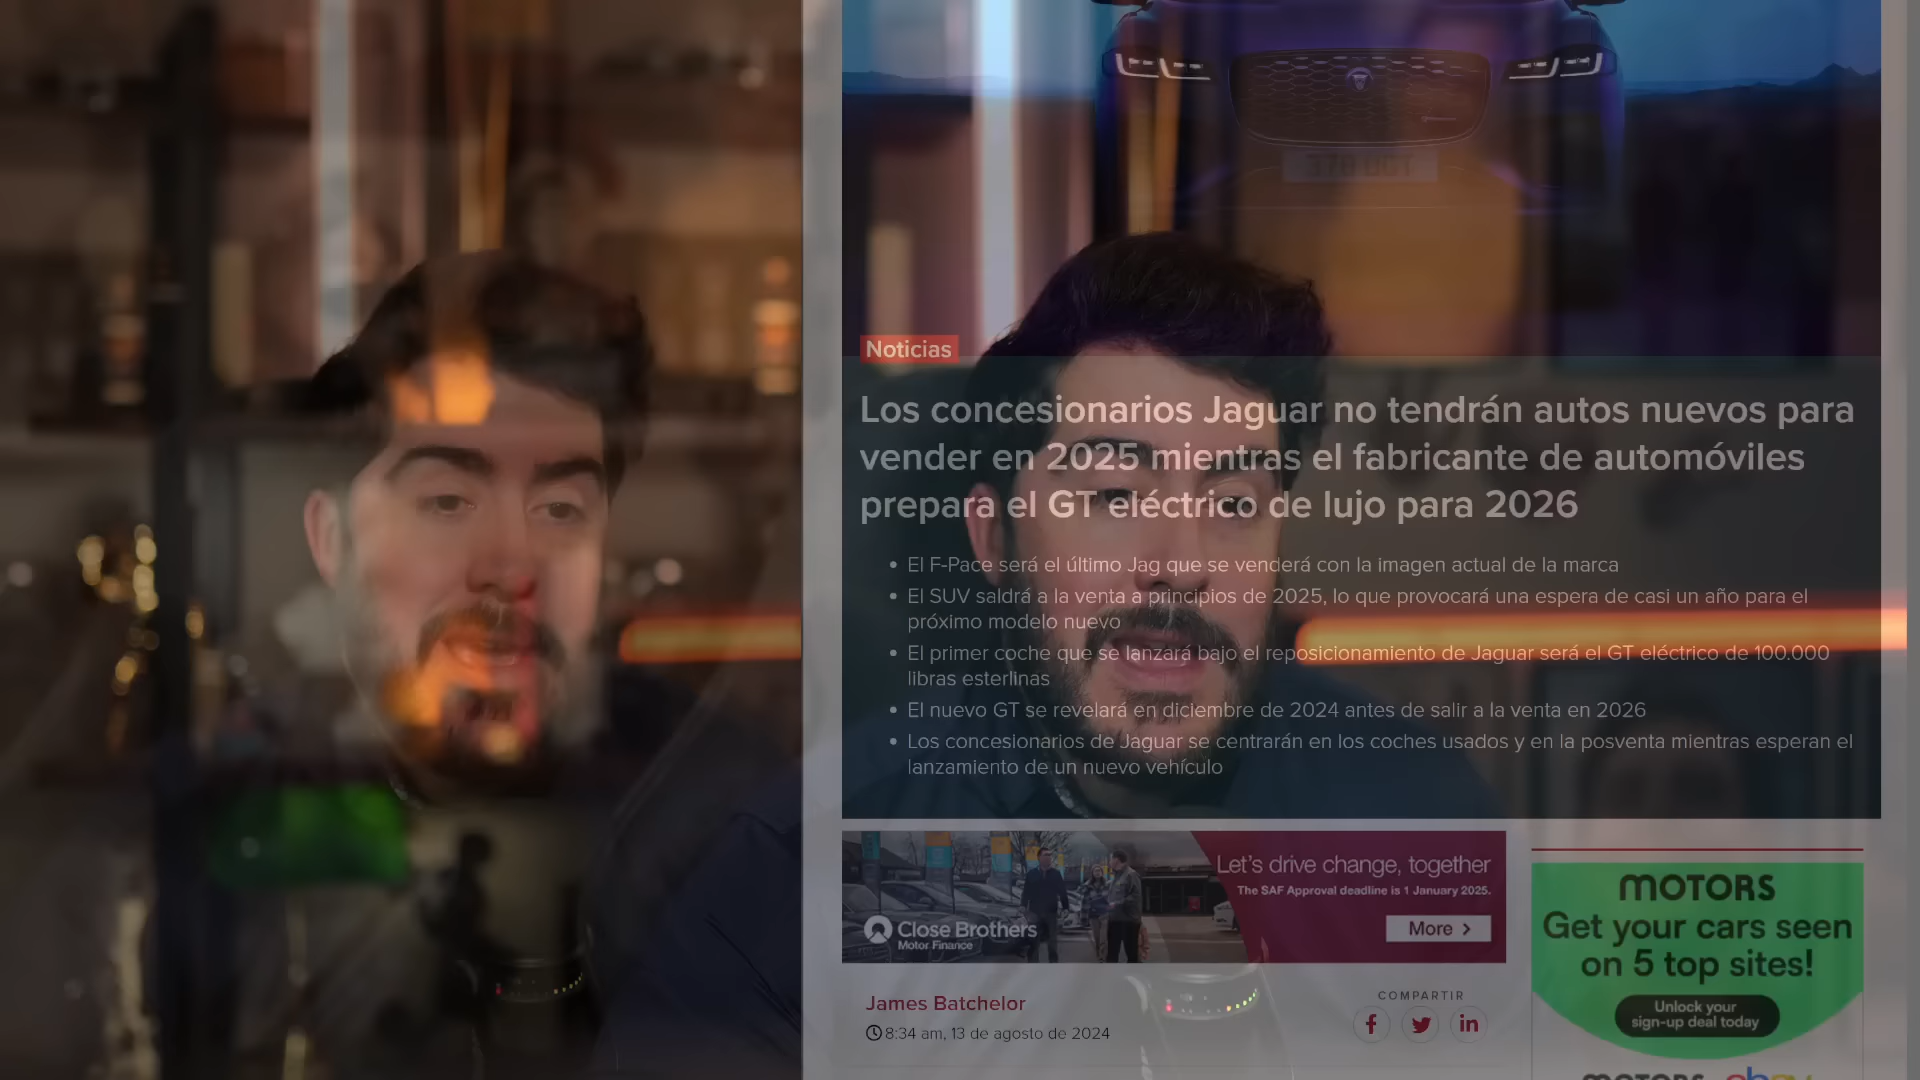 Noticias
Los concesionarios Jaguar no tendrán autos nuevos para
vender en 2025 mientras el fabricante de automóviles
prepara el GT eléctrico de lujo para 2026
• El F-Pace será el último Jag que se venderá con la imagen actual de la marca
• El SUV saldrá a la venta a principios de 2025, lo que provocará una espera de casi un año para el
próximo modelo nuevo
• El primer coche que se lanzará bajo el reposicionamiento de Jaguar será el GT eléctrico de 100.000
libras esterlinas
• El nuevo GT se revelará en diciembre de 2024 antes de salir a la venta en 2026
• Los concesionarios de Jaguar se centrarán en los coches usados y en la posventa mientras esperan el
lanzamiento de un nuevo vehículo
Let's drive change, together
The SAF Approval deadline is 1 January 2025.
More >
Close Brothers
Motor Finance
MOTORS
Get your cars seen
on 5 top sites!
Unlock your
sign-up deal today
MOTORS ebay
James Batchelor
8:34 am, 13 de agosto de 2024
COMPARTIR